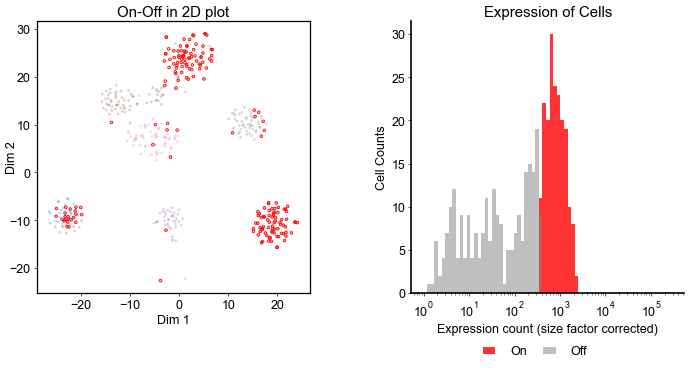 On-Off in 2D plot
Dim 2
30
20
10
0
−10
−20
−20 −10 0 10 20
Dim 1
Expression of Cells
Cell Counts
30
25
20
15
10
5
0
10^0 10^1 10^2 10^3 10^4 10^5
Expression count (size factor corrected)
On Off